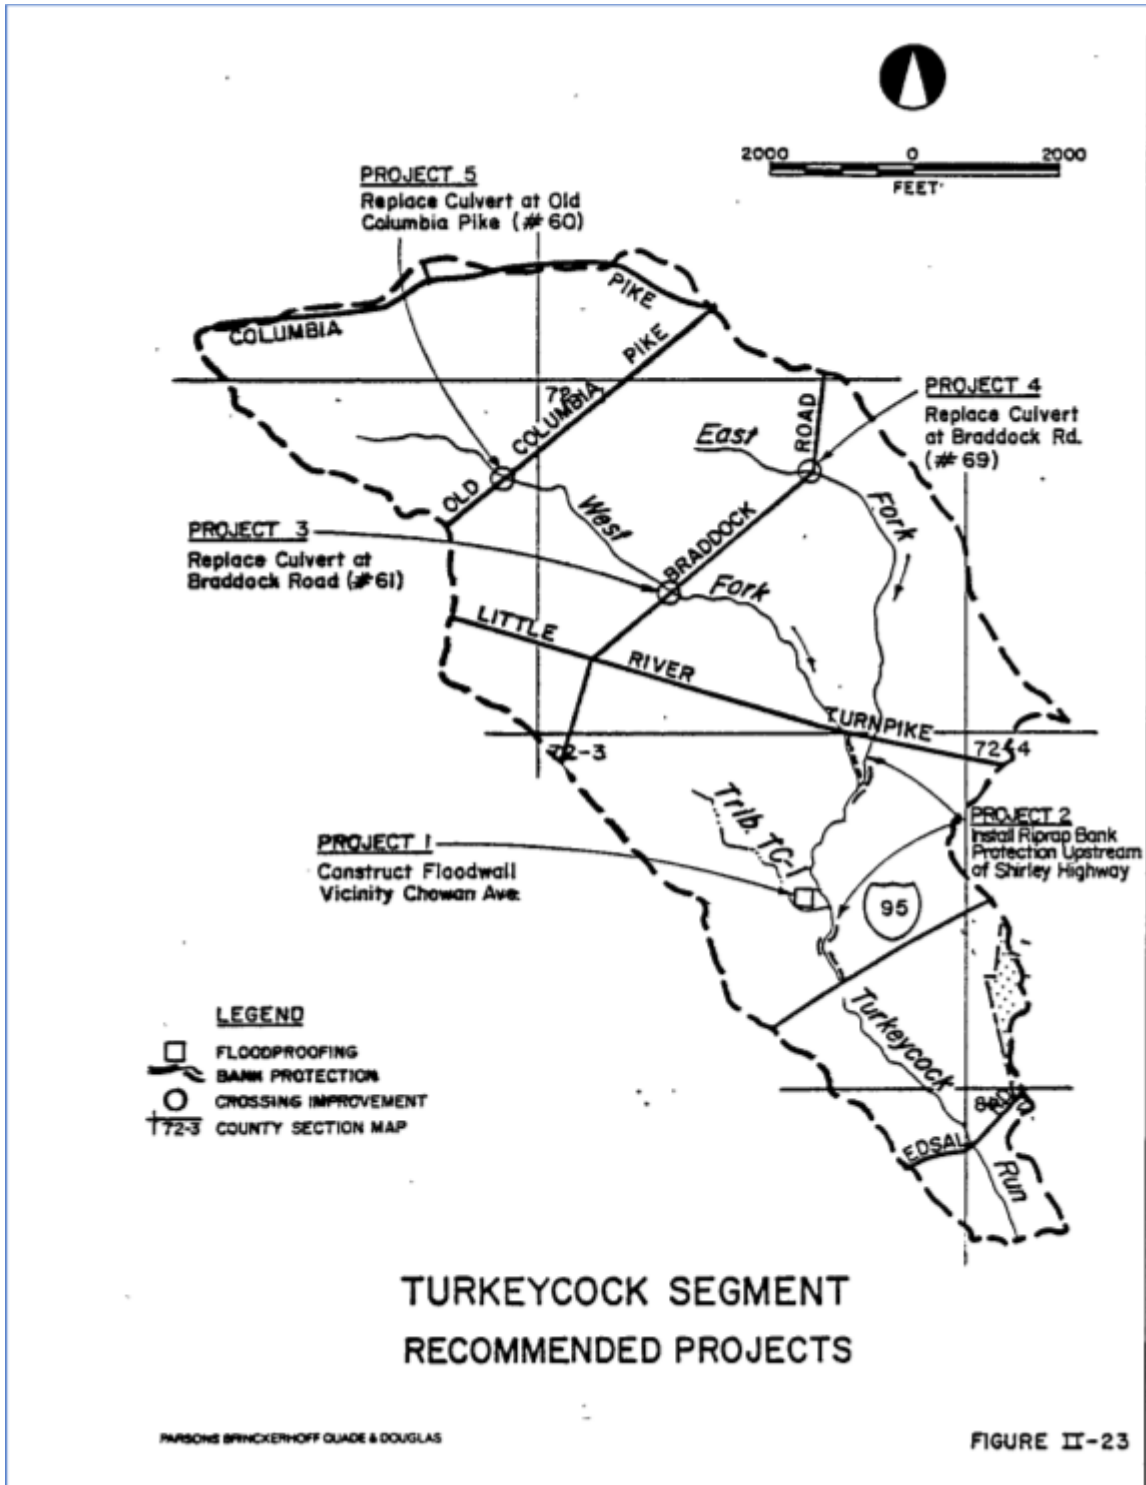 2000 0 2000
FEET
PROJECT 5
Replace Culvert at Old
Columbia Pike (#60)
COLUMBIA
PIKE
OLD COLUMBIA PIKE
72
PROJECT 4
Replace Culvert
at Braddock Rd.
(#69)
East
Fork
BRADDOCK
ROAD
West
Fork
PROJECT 3
Replace Culvert at
Braddock Road (#61)
LITTLE
RIVER
TURNPIKE
72-3
72-4
Trib. TC-1
PROJECT 1
Construct Floodwall
Vicinity Chowan Ave.
PROJECT 2
Install Riprap Bank
Protection Upstream
of Shirley Highway
95
Turkeycock
Run
EDSAL
LEGEND
FLOODPROOFING
BANK PROTECTION
CROSSING IMPROVEMENT
72-3 COUNTY SECTION MAP
TURKEYCOCK SEGMENT
RECOMMENDED PROJECTS
PARSONS BRINCKERHOFF QUADE & DOUGLAS
FIGURE II-23